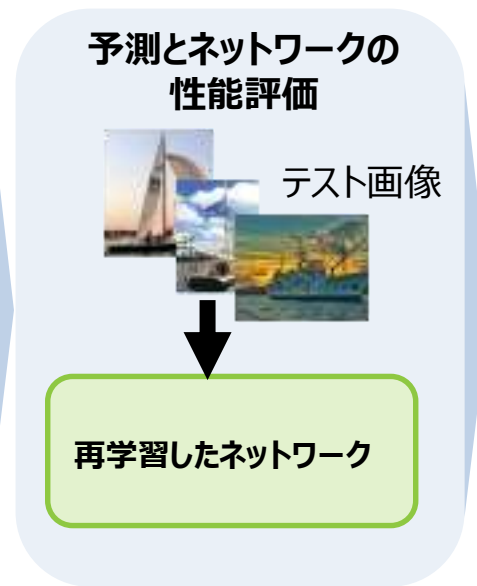 予測とネットワークの
性能評価
テスト画像
再学習したネットワーク